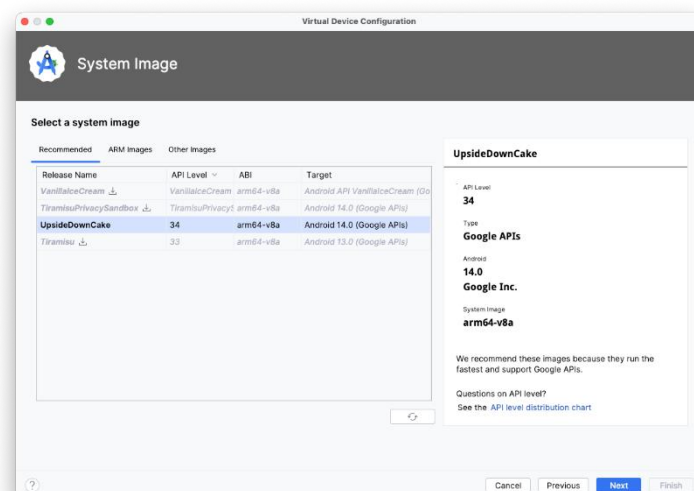 Virtual Device Configuration
System Image
Select a system image
Recommended ARM Images Other Images
Release Name API Level ABI Target
VanillaIceCream VanillaIceCream arm64-v8a Android API VanillaIceCream (Go
TiramisuPrivacySandbox TiramisuPrivacyS arm64-v8a Android 14.0 (Google APIs)
UpsideDownCake 34 arm64-v8a Android 14.0 (Google APIs)
Tiramisu 33 arm64-v8a Android 13.0 (Google APIs)
UpsideDownCake
API Level
34
Type
Google APIs
Android
14.0
Google Inc.
System Image
arm64-v8a
We recommend these images because they run the
fastest and support Google APIs.
Questions on API level?
See the API level distribution chart
? Cancel Previous Next Finish